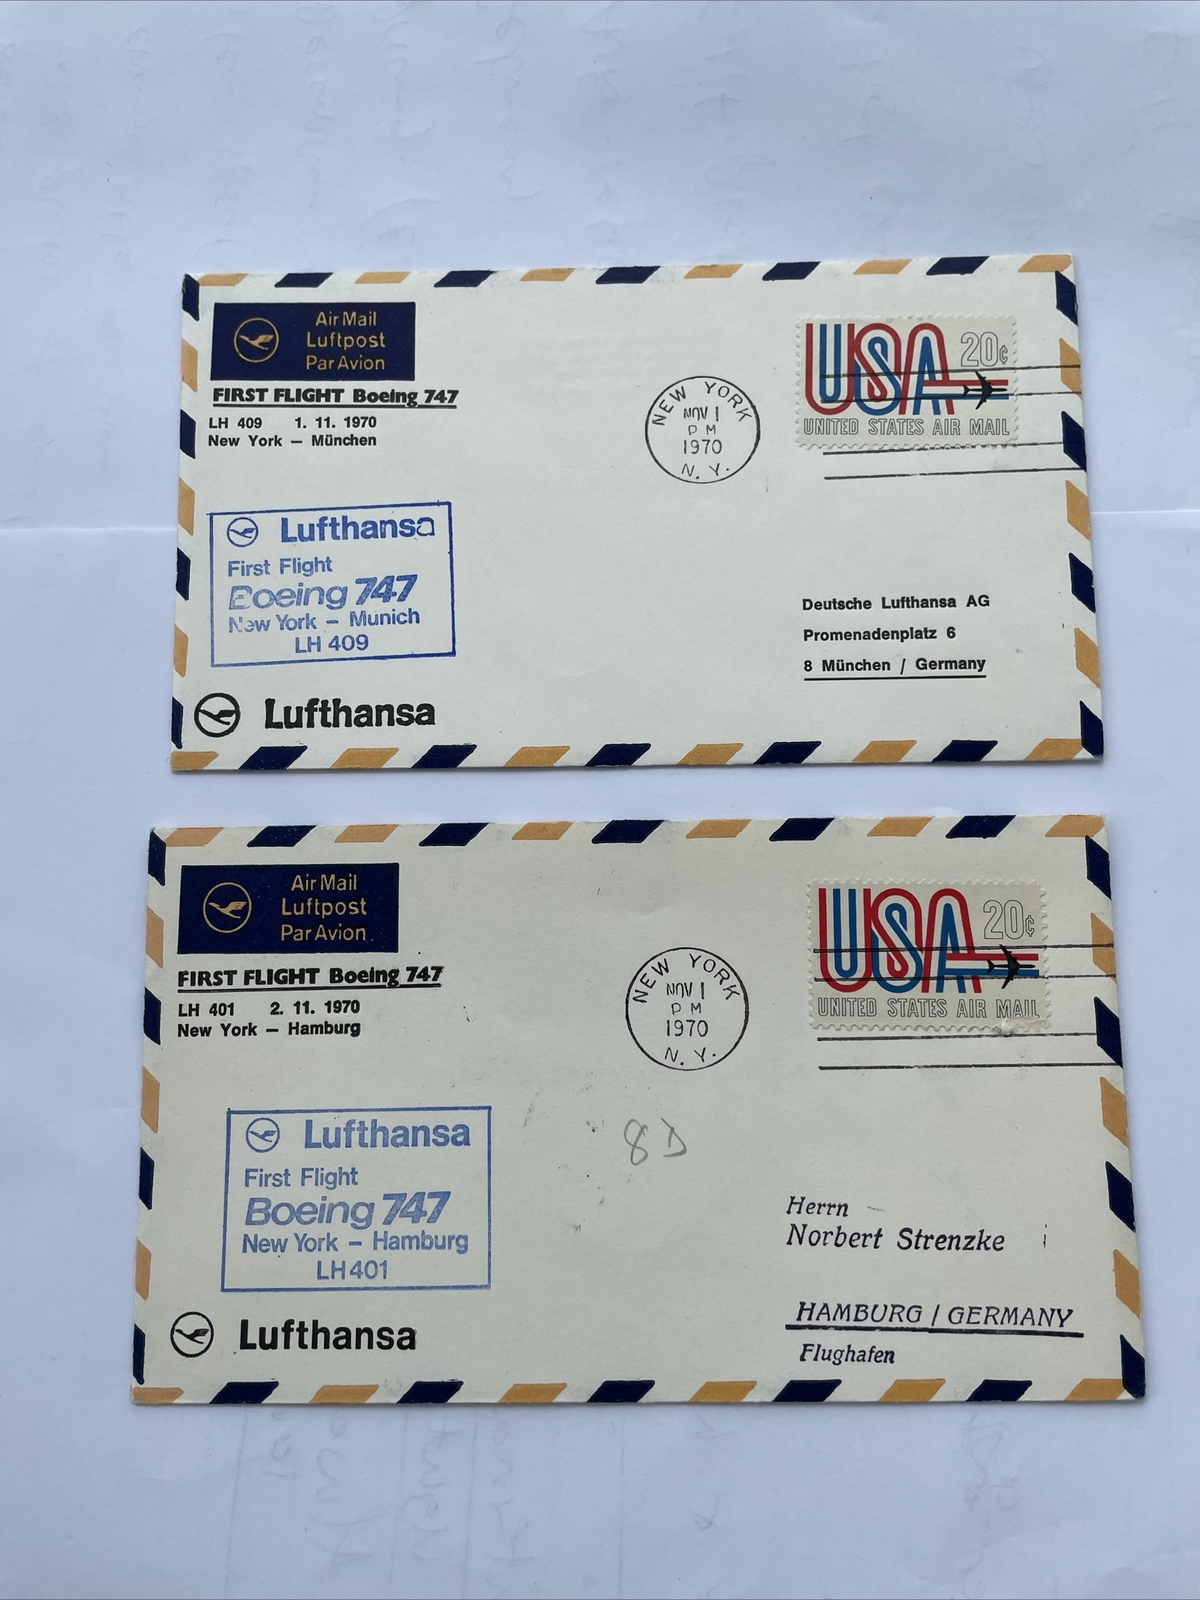 Air Mail
Luftpost
Par Avion
FIRST FLIGHT Boeing 747
LH 409 1. 11. 1970
New York – München
NEW YORK
NOV 1
PM
1970
N. Y.
USA 20¢
UNITED STATES AIR MAIL
Lufthansa
First Flight
Boeing 747
New York – Munich
LH 409
Deutsche Lufthansa AG
Promenadenplatz 6
8 München / Germany
Lufthansa
Air Mail
Luftpost
Par Avion
FIRST FLIGHT Boeing 747
LH 401 2. 11. 1970
New York – Hamburg
NEW YORK
NOV 1
PM
1970
N. Y.
USA 20¢
UNITED STATES AIR MAIL
8D
Lufthansa
First Flight
Boeing 747
New York – Hamburg
LH 401
Herrn
Norbert Strenzke
HAMBURG / GERMANY
Flughafen
Lufthansa